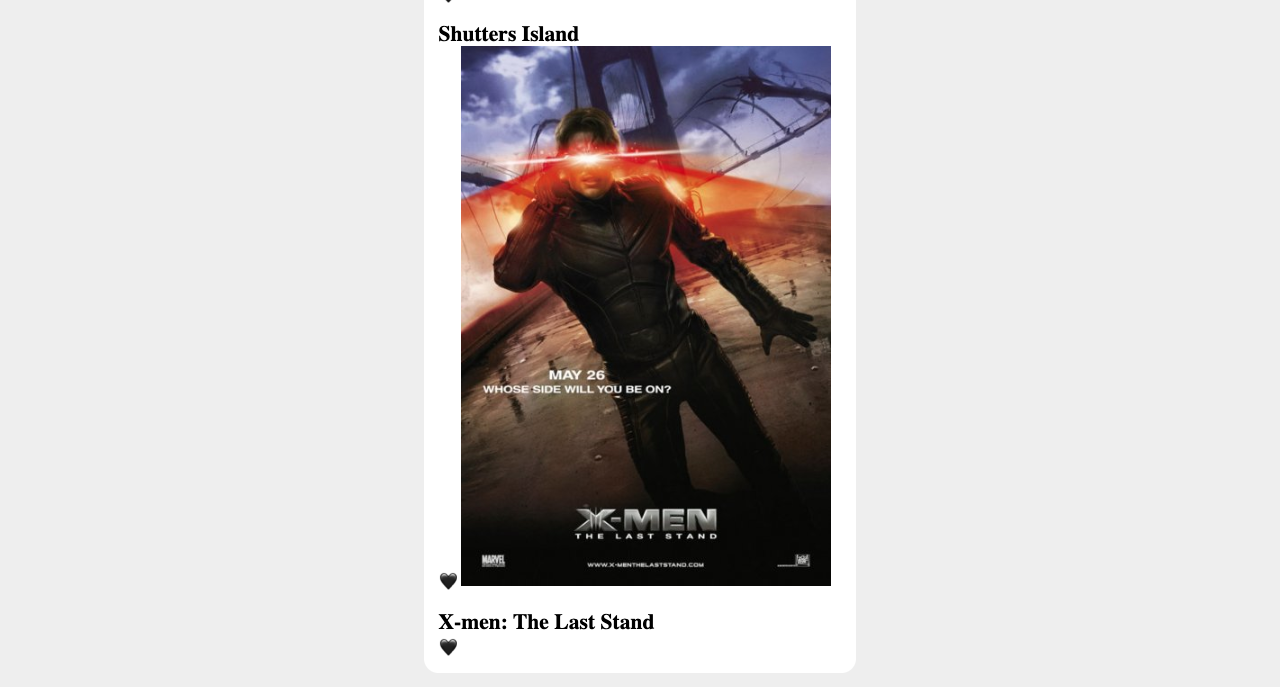 Shutters Island
MAY 26
WHOSE SIDE WILL YOU BE ON?
X-MEN
THE LAST STAND
MARVEL
WWW.X-MENTHELASTSTAND.COM
X-men: The Last Stand